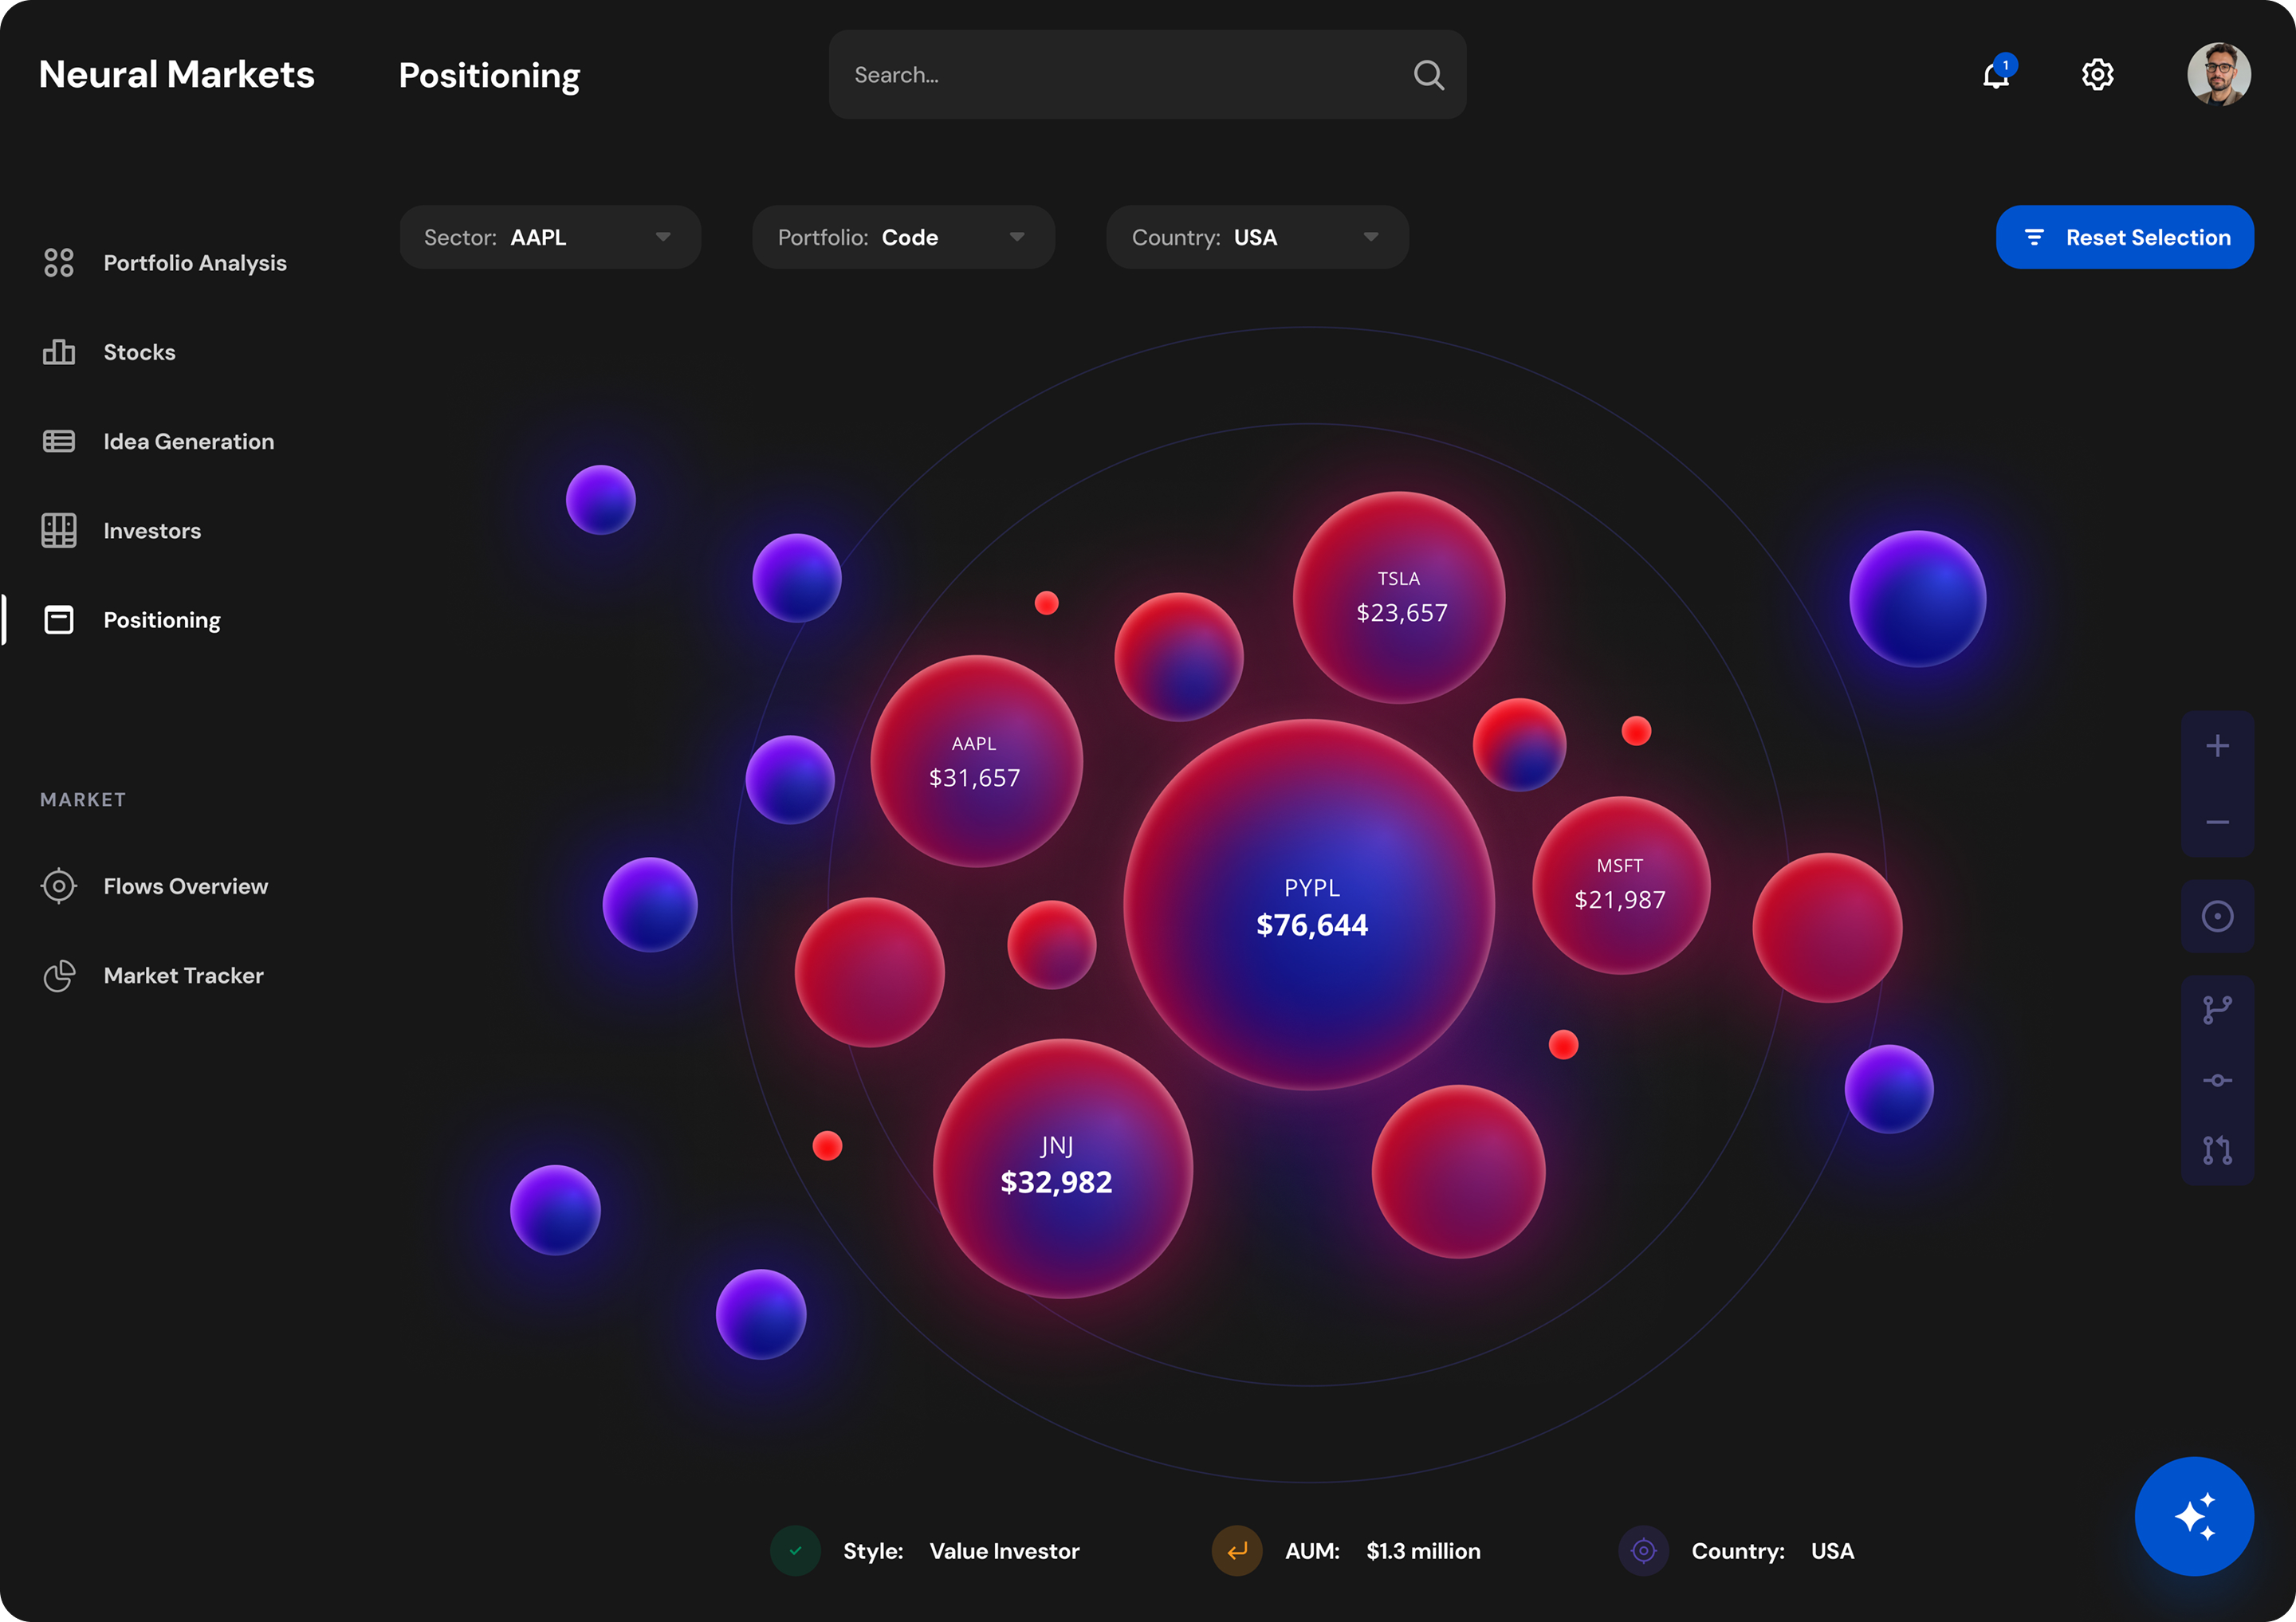 Neural Markets
Positioning
Search...
1
Sector: AAPL
Portfolio: Code
Country: USA
Reset Selection
Portfolio Analysis
Stocks
Idea Generation
Investors
Positioning
MARKET
Flows Overview
Market Tracker
TSLA
$23,657
AAPL
$31,657
MSFT
$21,987
PYPL
$76,644
JNJ
$32,982
Style: Value Investor
AUM: $1.3 million
Country: USA